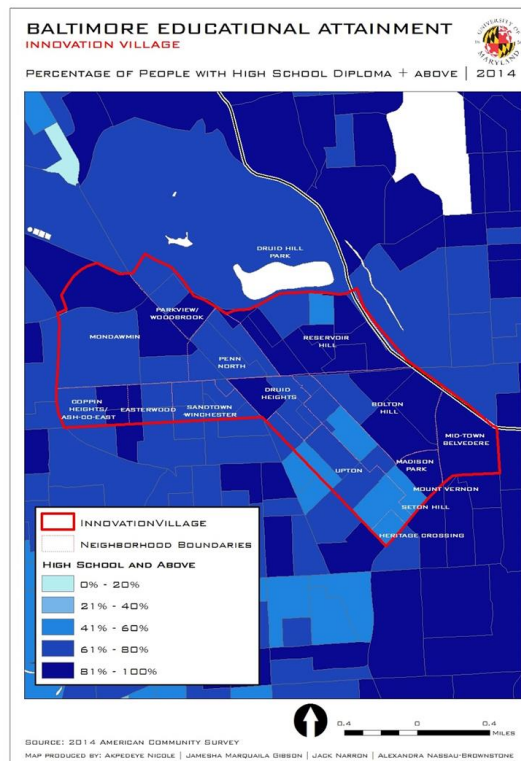 BALTIMORE EDUCATIONAL ATTAINMENT
INNOVATION VILLAGE
UNIVERSITY OF
MARYLAND
PERCENTAGE OF PEOPLE WITH HIGH SCHOOL DIPLOMA + ABOVE | 2014
DRUID HILL
PARK
PARKVIEW/
WOODBROOK
MONDAWMIN
RESERVOIR
HILL
PENN
NORTH
DRUID
HEIGHTS
COPPIN
HEIGHTS/
ASH-CO-EAST
EASTERWOOD
SANDTOWN
WINCHESTER
BOLTON
HILL
MID-TOWN
BELVEDERE
UPTON
MADISON
PARK
MOUNT VERNON
SETON HILL
HERITAGE CROSSING
INNOVATIONVILLAGE
NEIGHBORHOOD BOUNDARIES
HIGH SCHOOL AND ABOVE
0% - 20%
21% - 40%
41% - 60%
61% - 80%
81% - 100%
0.4 0 0.4
MILES
SOURCE: 2014 AMERICAN COMMUNITY SURVEY
MAP PRODUCED BY: AKPEDEYE NICOLE | JAMESHA MARQUAILA GIBSON | JACK NARRON | ALEXANDRA NASSAU-BROWNSTONE